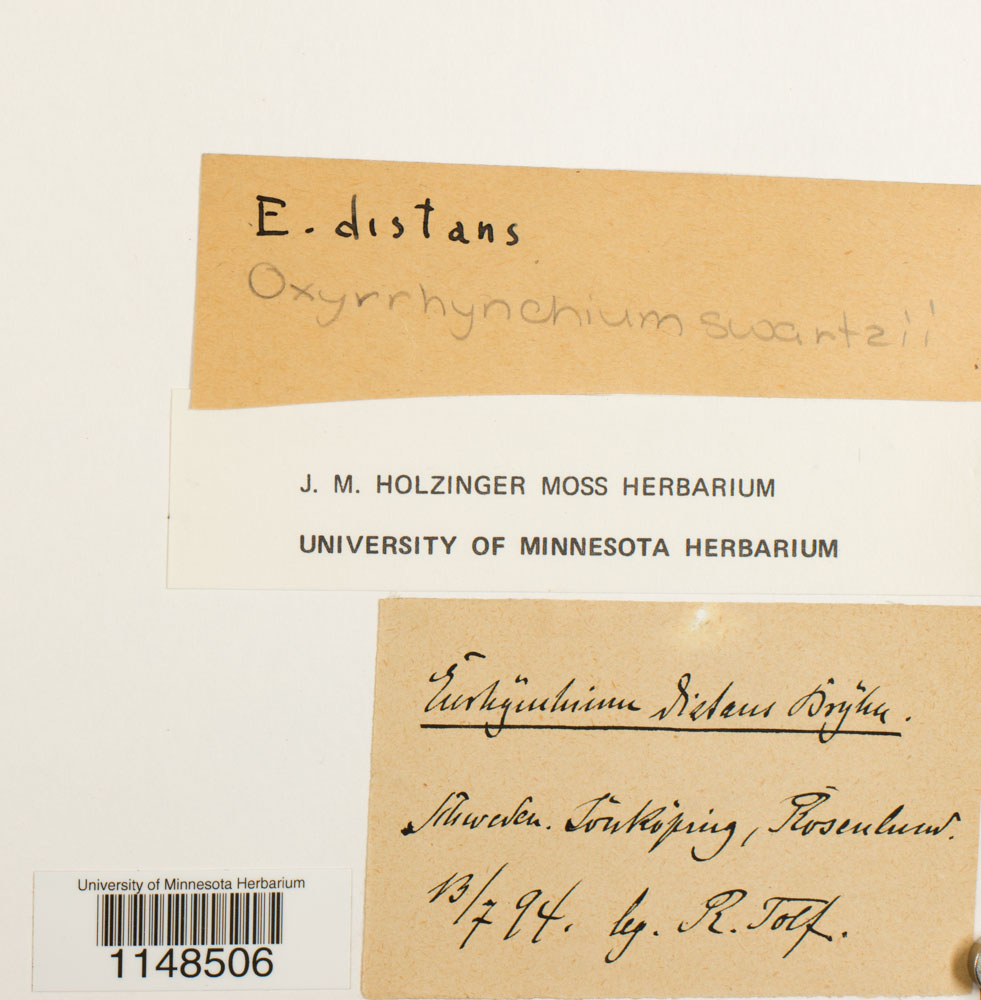 E. distans
Oxyrrhynchium swartzii
J. M. HOLZINGER MOSS HERBARIUM
UNIVERSITY OF MINNESOTA HERBARIUM
Eurhynchium distans Bryhn.
Schweden. Jönköping, Rosenlund.
13/7 94. leg. R. Tolf.
University of Minnesota Herbarium
1148506